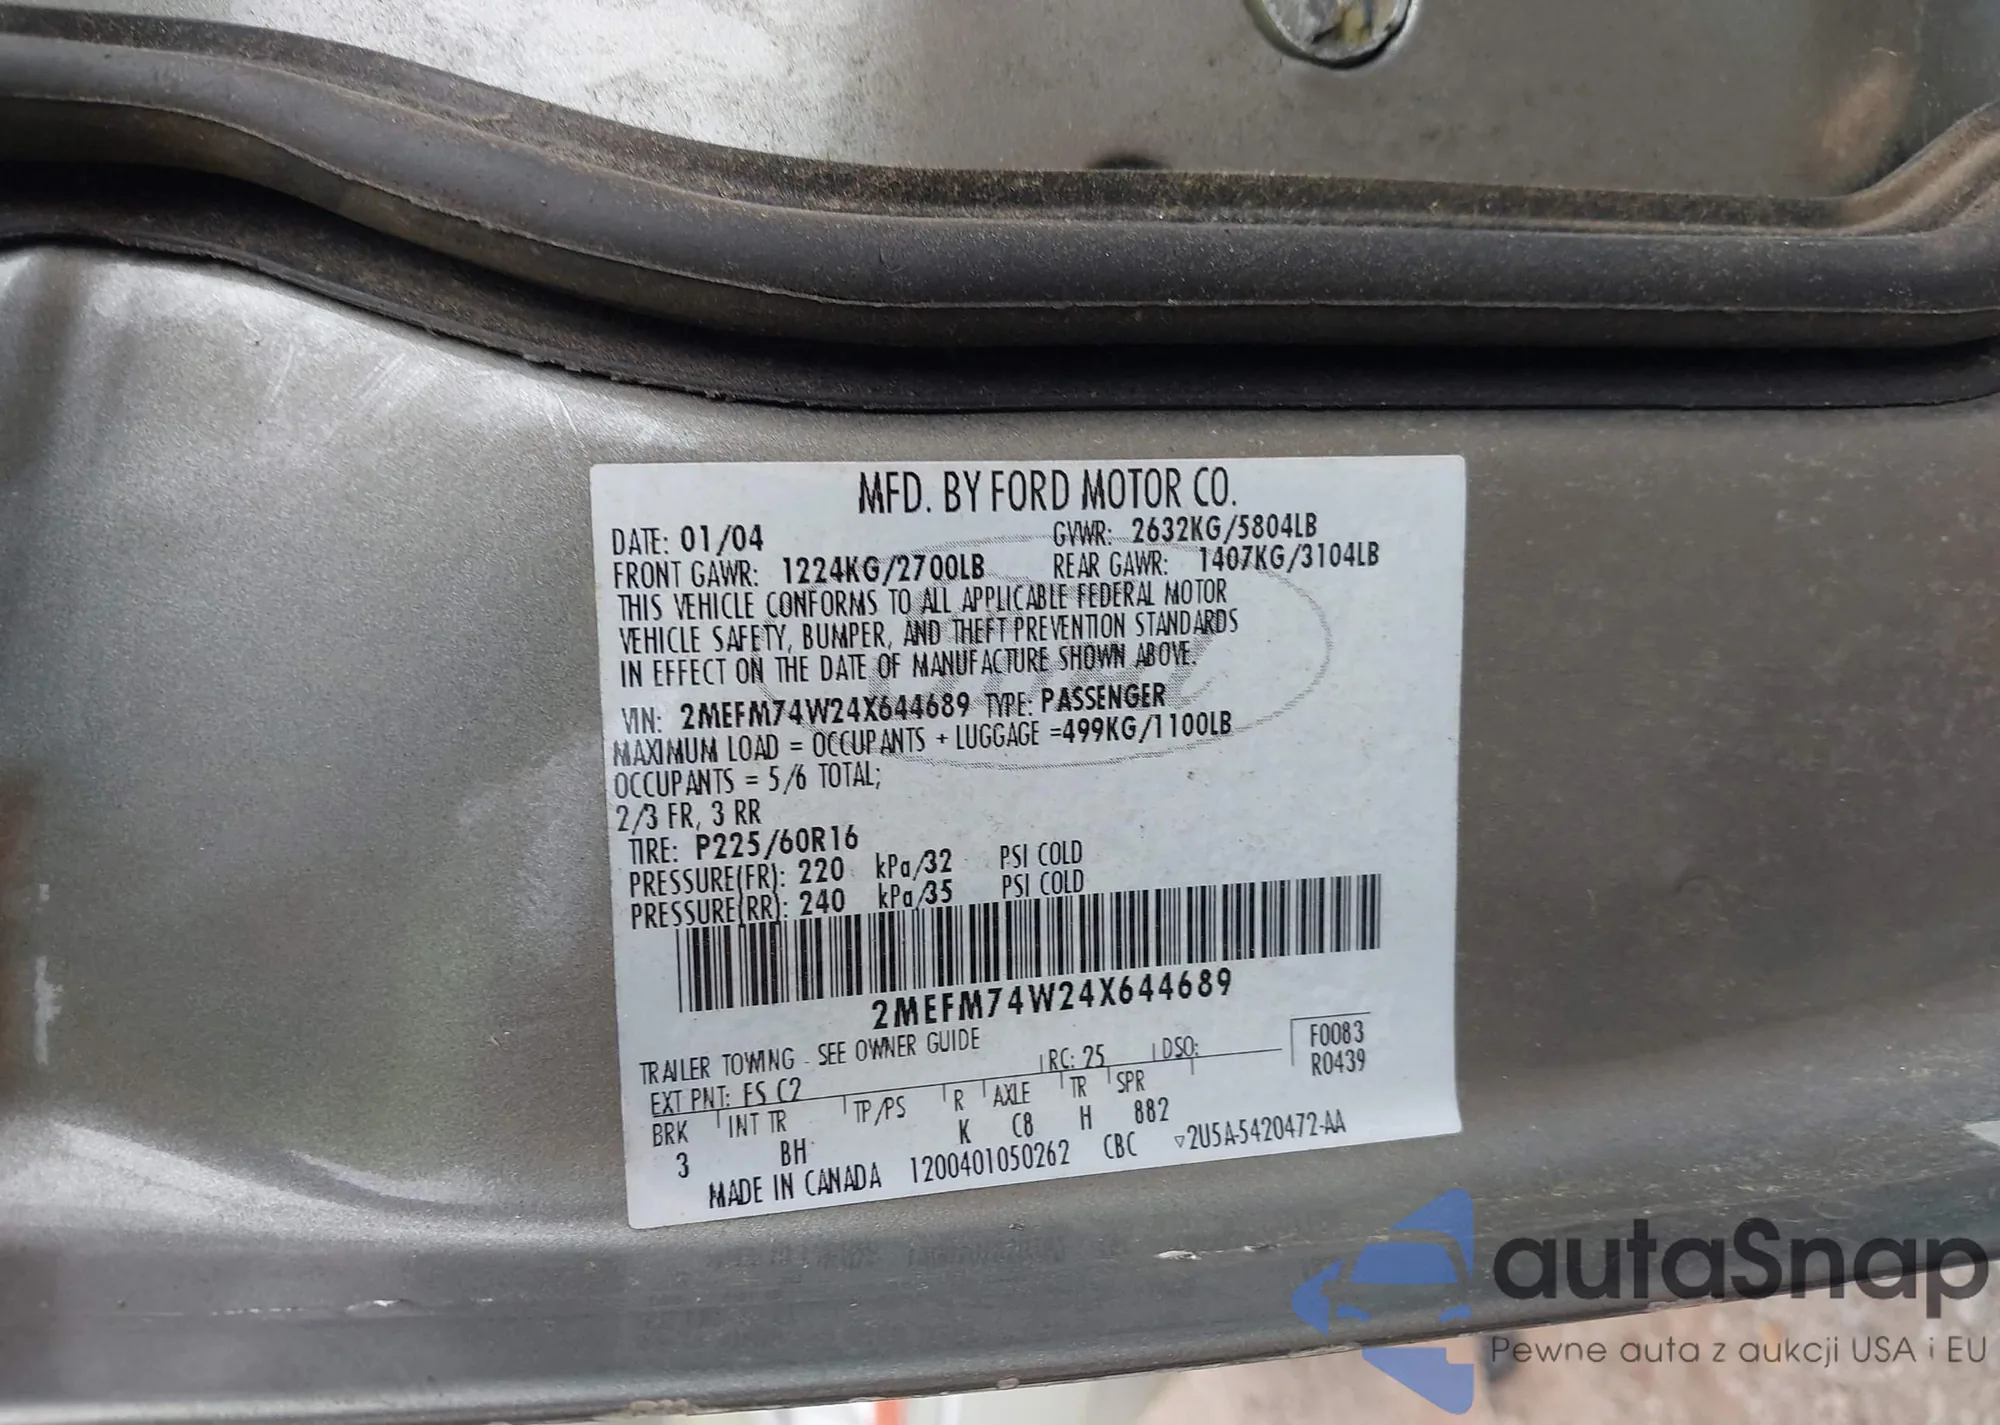 MFD. BY FORD MOTOR CO.
DATE: 01/04 GVWR: 2632KG/5804LB
FRONT GAWR: 1224KG/2700LB REAR GAWR: 1407KG/3104LB
THIS VEHICLE CONFORMS TO ALL APPLICABLE FEDERAL MOTOR
VEHICLE SAFETY, BUMPER, AND THEFT PREVENTION STANDARDS
IN EFFECT ON THE DATE OF MANUFACTURE SHOWN ABOVE.
VIN: 2MEFM74W24X644689 TYPE: PASSENGER
MAXIMUM LOAD = OCCUPANTS + LUGGAGE =499KG/1100LB
OCCUPANTS = 5/6 TOTAL;
2/3 FR, 3 RR
TIRE: P225/60R16
PRESSURE(FR): 220 kPa/32 PSI COLD
PRESSURE(RR): 240 kPa/35 PSI COLD
2MEFM74W24X644689
TRAILER TOWING - SEE OWNER GUIDE
F0083
EXT PNT: FS C2 RC: 25 DSO: R0439
BRK INT TR TP/PS R AXLE TR SPR
3 BH K C8 H 882
MADE IN CANADA 1200401050262 CBC ▽2U5A-5420472-AA
autaSnap
Pewne auta z aukcji USA i EU